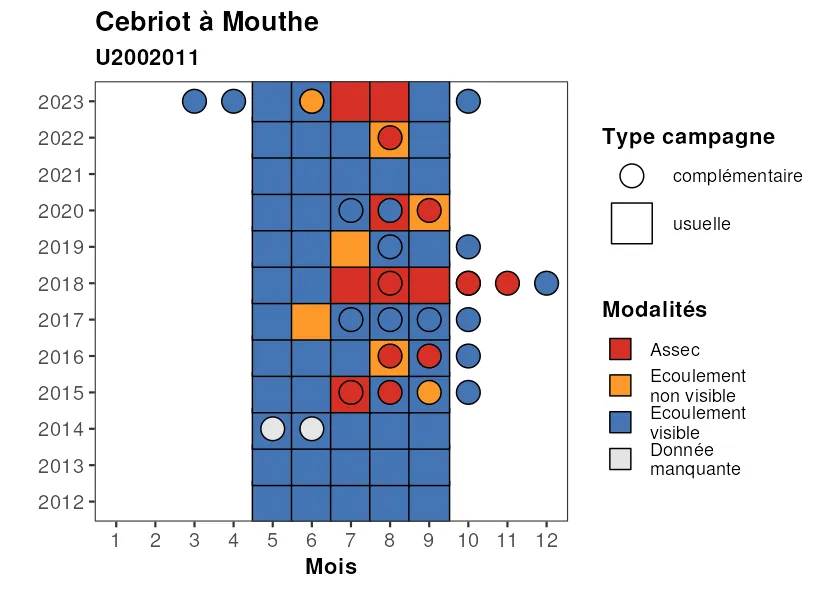 Cebriot à Mouthe
U2002011
2023
2022
2021
2020
2019
2018
2017
2016
2015
2014
2013
2012
1 2 3 4 5 6 7 8 9 10 11 12
Mois
Type campagne
complémentaire
usuelle
Modalités
Assec
Ecoulement
non visible
Ecoulement
visible
Donnée
manquante